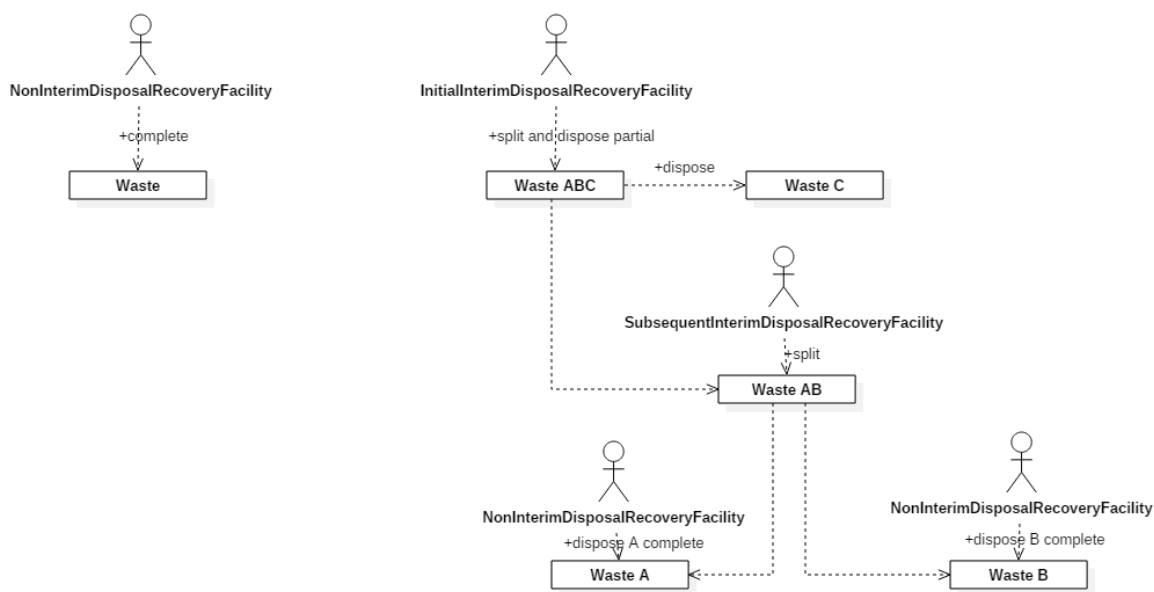 NonInterimDisposalRecoveryFacility
+complete
Waste
InitialInterimDisposalRecoveryFacility
+split and dispose partial
Waste ABC
+dispose
Waste C
SubsequentInterimDisposalRecoveryFacility
+split
Waste AB
NonInterimDisposalRecoveryFacility
+dispose A complete
Waste A
NonInterimDisposalRecoveryFacility
+dispose B complete
Waste B